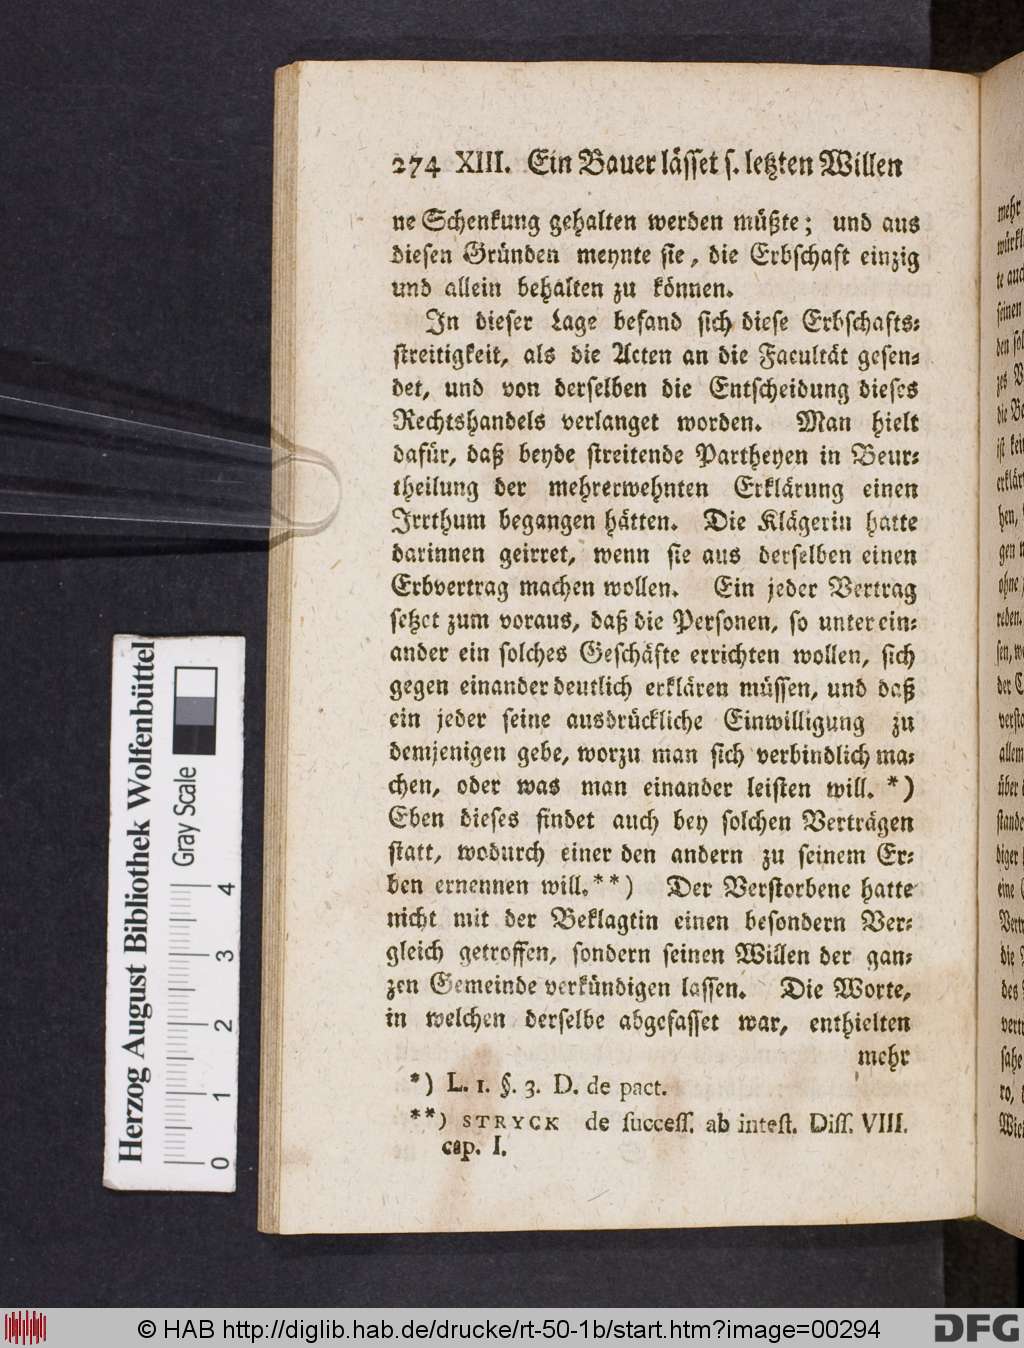 274 XIII. Ein Bauer lässet s. letzten Willen
ne Schenkung gehalten werden müßte; und aus
diesen Gründen meynte sie, die Erbschaft einzig
und allein behalten zu können.
In dieser Lage befand sich diese Erbschafts-
streitigkeit, als die Acten an die Facultät gesen-
det, und von derselben die Entscheidung dieses
Rechtshandels verlanget worden. Man hielt
dafür, daß beyde streitende Partheyen in Beur-
theilung der mehrerwehnten Erklärung einen
Irrthum begangen hätten. Die Klägerin hatte
darinnen geirret, wenn sie aus derselben einen
Erbvertrag machen wollen. Ein jeder Vertrag
setzet zum voraus, daß die Personen, so unter ein-
ander ein solches Geschäfte errichten wollen, sich
gegen einander deutlich erklären müssen, und daß
ein jeder seine ausdrückliche Einwilligung zu
demjenigen gebe, worzu man sich verbindlich ma-
chen, oder was man einander leisten will. *)
Eben dieses findet auch bey solchen Verträgen
statt, wodurch einer den andern zu seinem Er-
ben ernennen will. **) Der Verstorbene hatte
nicht mit der Beklagtin einen besondern Ver-
gleich getroffen, sondern seinen Willen der gan-
zen Gemeinde verkündigen lassen. Die Worte,
in welchen derselbe abgefasset war, enthielten
mehr
*) L. 1. §. 3. D. de pact.
**) STRYCK de success. ab intest. Diss. VIII.
cap. I.
Herzog August Bibliothek Wolfenbüttel
Gray Scale
0 1 2 3 4
© HAB http://diglib.hab.de/drucke/rt-50-1b/start.htm?image=00294
DFG